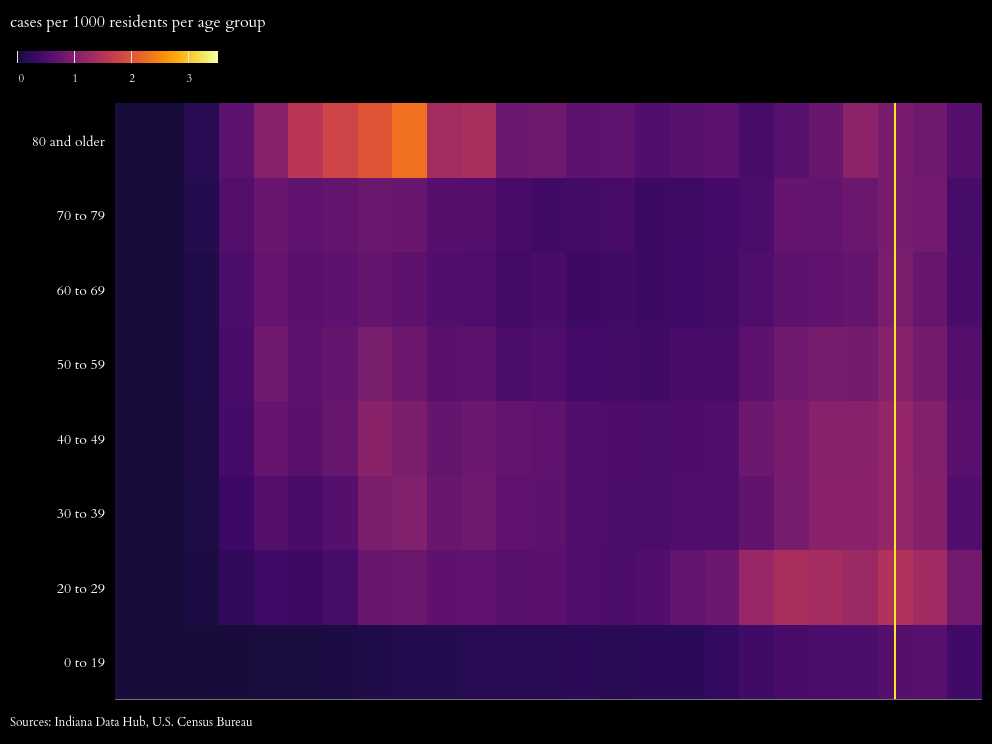 cases per 1000 residents per age group
0 1 2 3
80 and older
70 to 79
60 to 69
50 to 59
40 to 49
30 to 39
20 to 29
0 to 19
Sources: Indiana Data Hub, U.S. Census Bureau